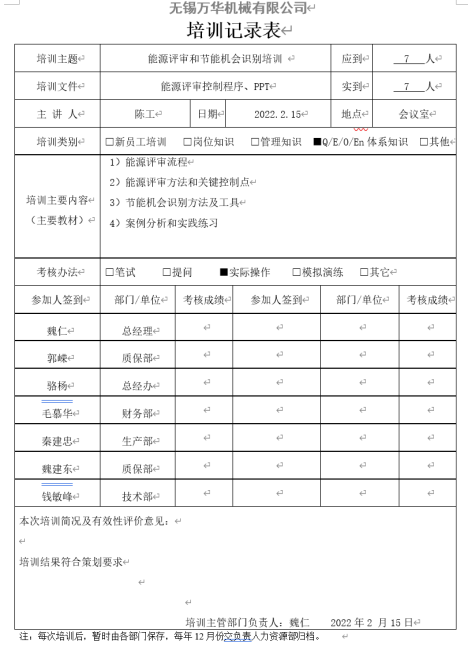 无锡万华机械有限公司
培训记录表
培训主题 能源评审和节能机会识别培训 应到 7 人
培训文件 能源评审控制程序、PPT 实到 7 人
主 讲 人 陈工 日期 2022.2.15 地点 会议室
培训类别 □新员工培训 □岗位知识 □管理知识 ■Q/E/O/En 体系知识 □其他
培训主要内容
(主要教材)
1）能源评审流程
2）能源评审方法和关键控制点
3）节能机会识别方法及工具
4）案例分析和实践练习
考核办法 □笔试 □提问 ■实际操作 □模拟演练 □其它
参加人签到 部门/单位 考核成绩 参加人签到 部门/单位 考核成绩
魏仁 总经理
郭嵘 质保部
骆杨 总经办
毛慕华 财务部
秦建忠 生产部
魏建东 质保部
钱敏峰 技术部
本次培训简况及有效性评价意见：
培训结果符合策划要求
培训主管部门负责人：魏仁 2022 年 2 月 15 日
注：每次培训后，暂时由各部门保存，每年 12 月份交负责人力资源部归档。